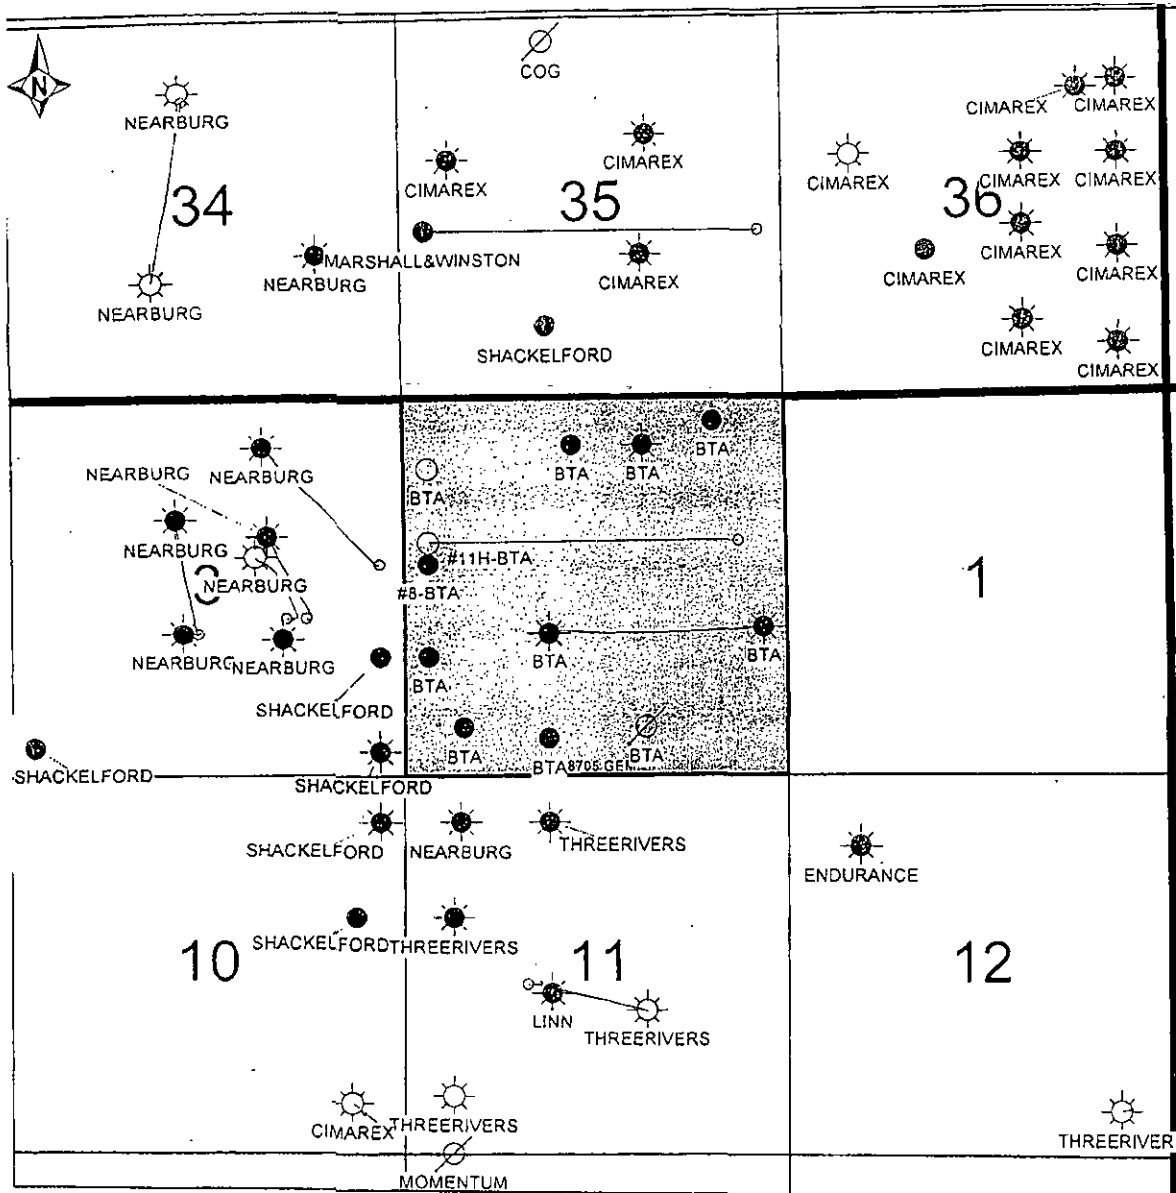 N
COG
NEARBURG
CIMAREX
CIMAREX
CIMAREX
CIMAREX
CIMAREX
34
35
36
CIMAREX
CIMAREX
CIMAREX
MARSHALL&WINSTON
NEARBURG
CIMAREX
CIMAREX
CIMAREX
CIMAREX
NEARBURG
SHACKELFORD
CIMAREX
CIMAREX
NEARBURG
NEARBURG
BTA
BTA
BTA
BTA
NEARBURG
#11H-BTA
NEARBURG
#8-BTA
1
NEARBURG
NEARBURG
BTA
BTA
BTA
SHACKELFORD
BTA
BTA
BTA
8705 GEM
SHACKELFORD
SHACKELFORD
SHACKELFORD
NEARBURG
THREERIVERS
ENDURANCE
SHACKELFORD
THREERIVERS
10
11
12
LINN
THREERIVERS
CIMAREX
THREERIVERS
THREERIVER
MOMENTUM